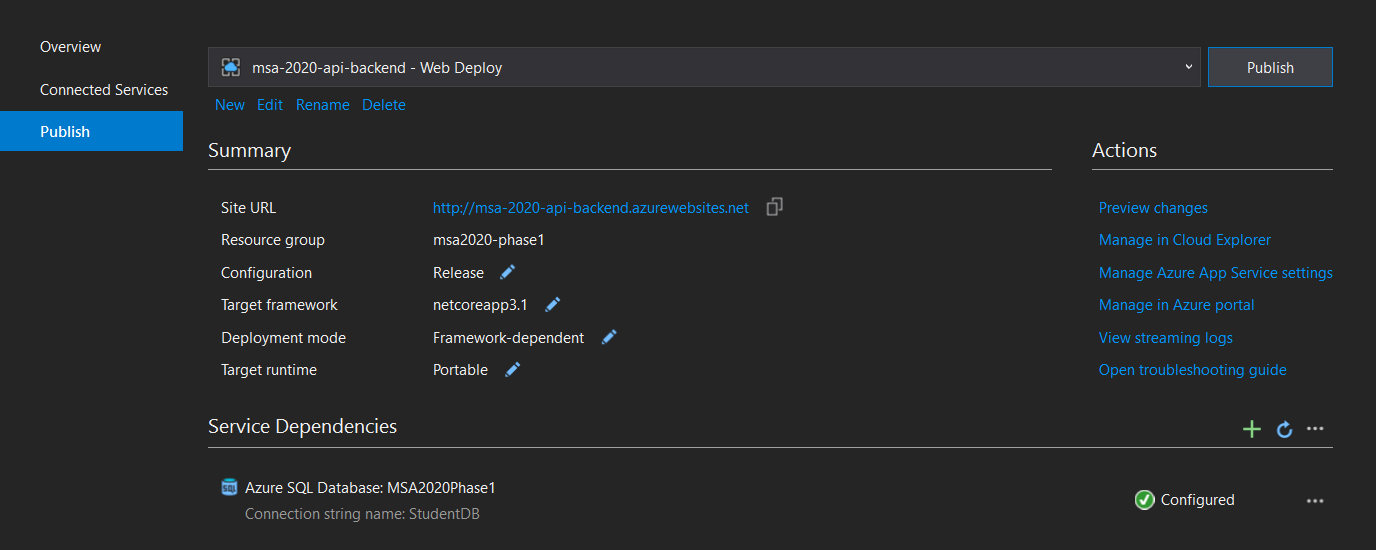 Overview
Connected Services
Publish
msa-2020-api-backend - Web Deploy
Publish
New Edit Rename Delete
Summary
Site URL http://msa-2020-api-backend.azurewebsites.net
Resource group msa2020-phase1
Configuration Release
Target framework netcoreapp3.1
Deployment mode Framework-dependent
Target runtime Portable
Actions
Preview changes
Manage in Cloud Explorer
Manage Azure App Service settings
Manage in Azure portal
View streaming logs
Open troubleshooting guide
Service Dependencies
SQL Azure SQL Database: MSA2020Phase1
Connection string name: StudentDB
Configured